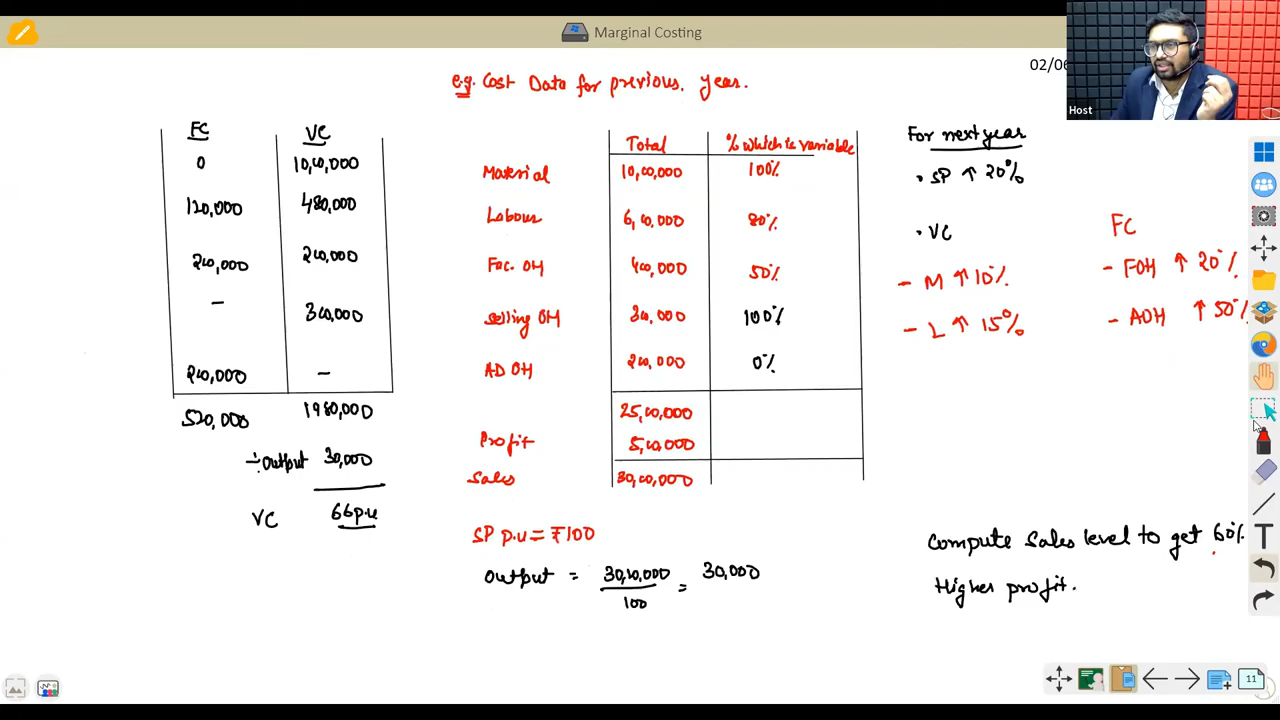 Marginal Costing
02/06
Host
e.g. Cost Data for previous year.
FC VC
0 10,00,000
120,000 480,000
200,000 200,000
— 300,000
200,000 —
520,000 1980,000
÷ output 30,000
VC 66 p.u
Total % which is variable
Material 10,00,000 100%
Labour 6,00,000 80%
Fac. OH 400,000 50%
Selling OH 300,000 100%
AD OH 200,000 0%
25,00,000
Profit 5,00,000
Sales 30,00,000
SP p.u = ₹100
Output = 30,00,000 / 100 = 30,000
For next year
• SP ↑ 20%
• VC
- M ↑ 10%
- L ↑ 15%
FC
- FOH ↑ 20%
- AOH ↑ 50%
Compute Sales level to get 60%
Higher profit.
11